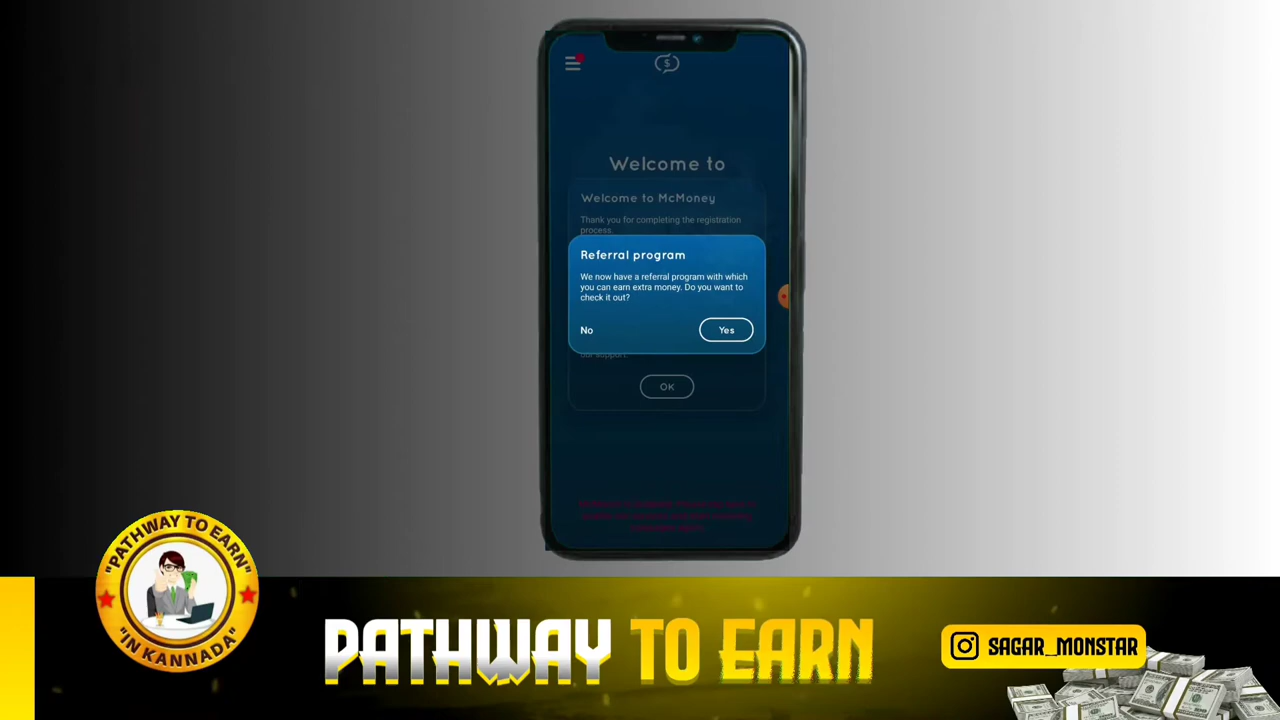 $
Welcome to
Welcome to McMoney
Thank you for completing the registration
process.
Referral program
We now have a referral program with which
you can earn extra money. Do you want to
check it out?
No
Yes
our support.
OK
"PATHWAY TO EARN"
"IN KANNADA"
PATHWAY TO EARN
SAGAR_MONSTAR